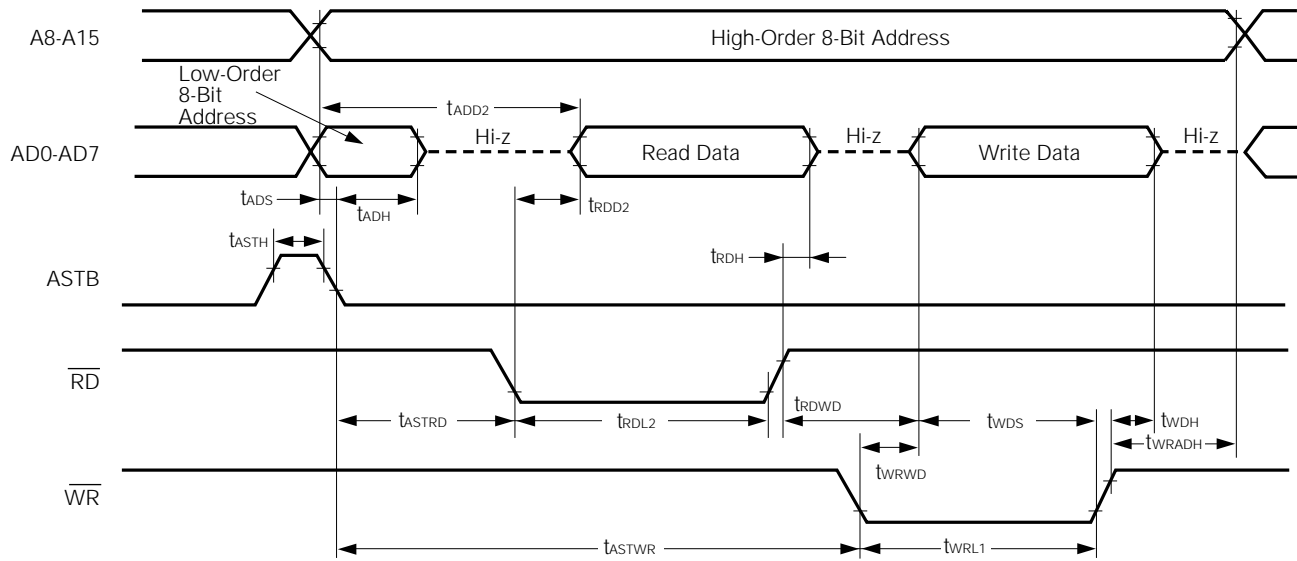 A8-A15
High-Order 8-Bit Address
Low-Order
8-Bit
Address
tADD2
AD0-AD7
Hi-z
Read Data
Hi-z
Write Data
Hi-z
tADS
tADH
tRDD2
tASTH
tRDH
ASTB
RD
tASTRD
tRDL2
tRDWD
tWDS
tWDH
tWRADH
tWRWD
WR
tASTWR
tWRL1